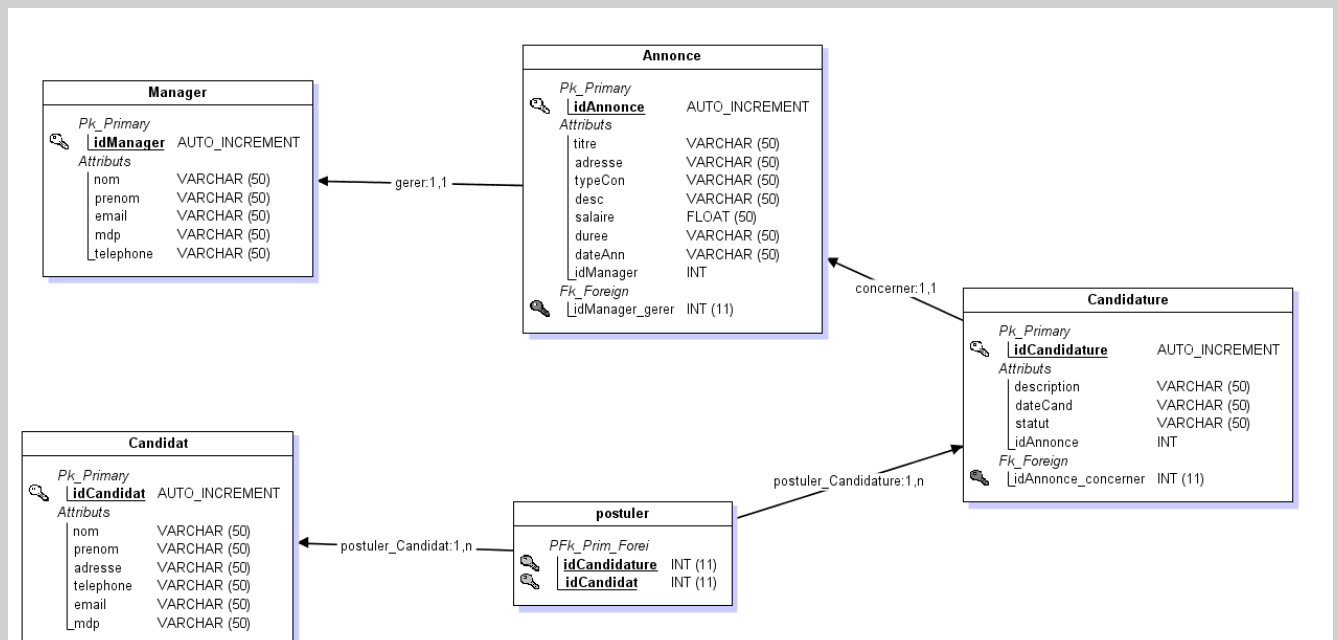 Manager
Pk_Primary
idManager AUTO_INCREMENT
Attributs
nom VARCHAR (50)
prenom VARCHAR (50)
email VARCHAR (50)
mdp VARCHAR (50)
telephone VARCHAR (50)
gerer:1,1
Annonce
Pk_Primary
idAnnonce AUTO_INCREMENT
Attributs
titre VARCHAR (50)
adresse VARCHAR (50)
typeCon VARCHAR (50)
desc VARCHAR (50)
salaire FLOAT (50)
duree VARCHAR (50)
dateAnn VARCHAR (50)
idManager INT
Fk_Foreign
idManager_gerer INT (11)
concerner:1,1
Candidature
Pk_Primary
idCandidature AUTO_INCREMENT
Attributs
description VARCHAR (50)
dateCand VARCHAR (50)
statut VARCHAR (50)
idAnnonce INT
Fk_Foreign
idAnnonce_concerner INT (11)
Candidat
Pk_Primary
idCandidat AUTO_INCREMENT
Attributs
nom VARCHAR (50)
prenom VARCHAR (50)
adresse VARCHAR (50)
telephone VARCHAR (50)
email VARCHAR (50)
mdp VARCHAR (50)
postuler_Candidat:1,n
postuler
PFk_Prim_Forei
idCandidature INT (11)
idCandidat INT (11)
postuler_Candidature:1,n